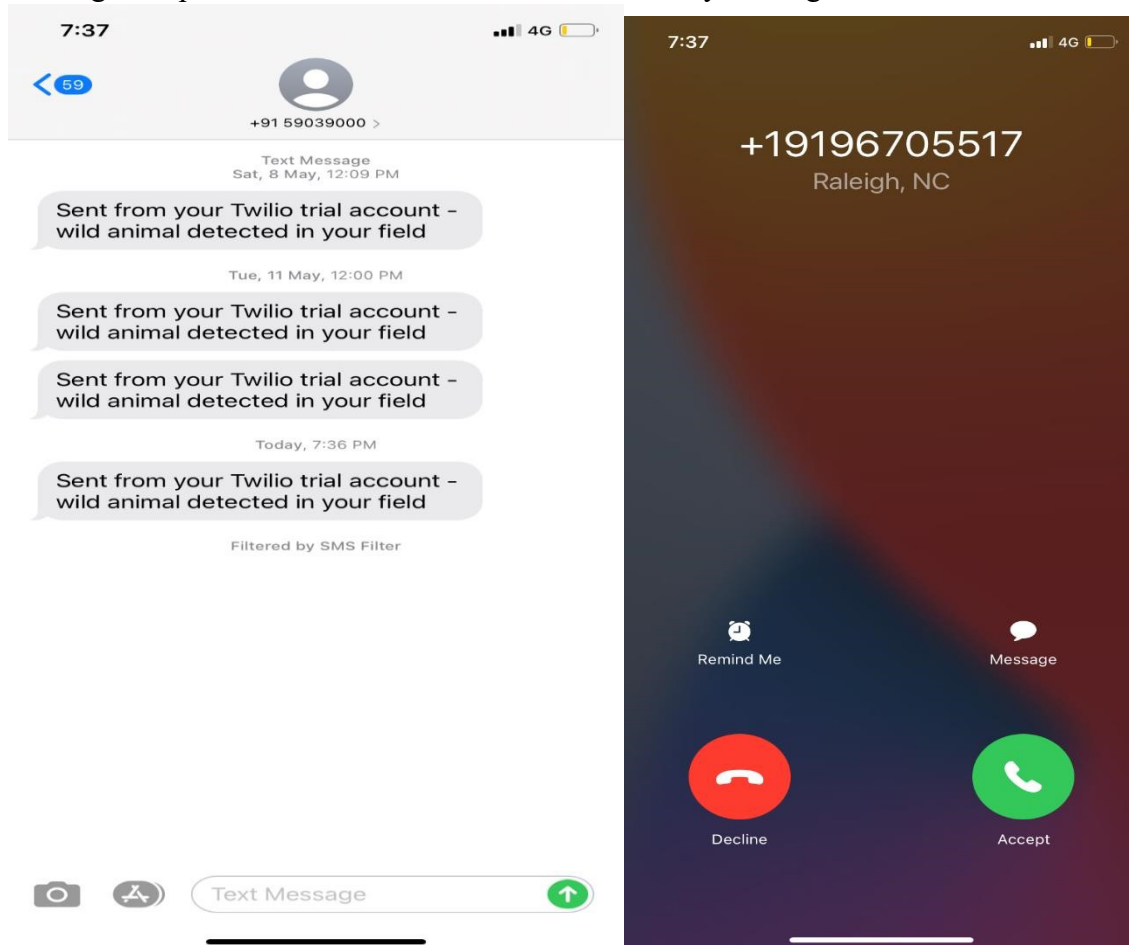 7:37
4G
59
+91 59039000 >
Text Message
Sat, 8 May, 12:09 PM
Sent from your Twilio trial account -
wild animal detected in your field
Tue, 11 May, 12:00 PM
Sent from your Twilio trial account -
wild animal detected in your field
Sent from your Twilio trial account -
wild animal detected in your field
Today, 7:36 PM
Sent from your Twilio trial account -
wild animal detected in your field
Filtered by SMS Filter
Text Message
7:37
4G
+19196705517
Raleigh, NC
Remind Me
Message
Decline
Accept